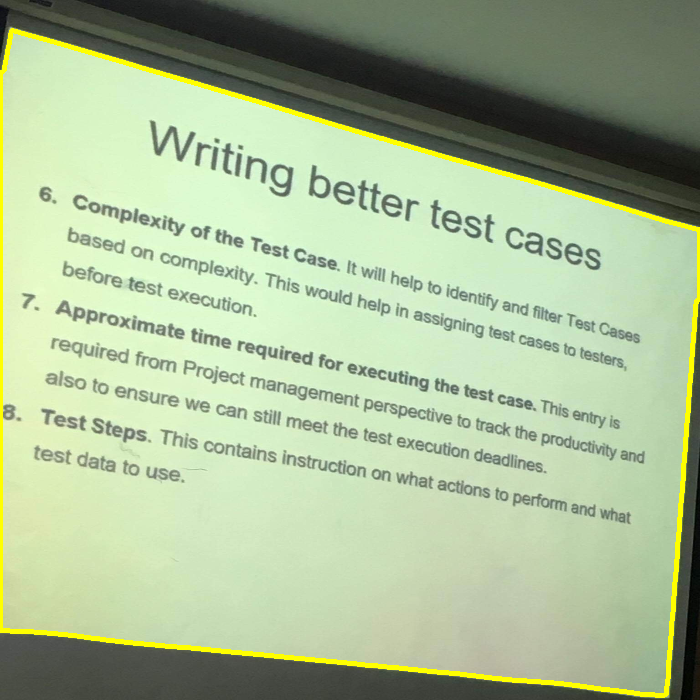 Writing better test cases
6. Complexity of the Test Case. It will help to identify and filter Test Cases
based on complexity. This would help in assigning test cases to testers,
before test execution.
7. Approximate time required for executing the test case. This entry is
required from Project management perspective to track the productivity and
also to ensure we can still meet the test execution deadlines.
8. Test Steps. This contains instruction on what actions to perform and what
test data to use.